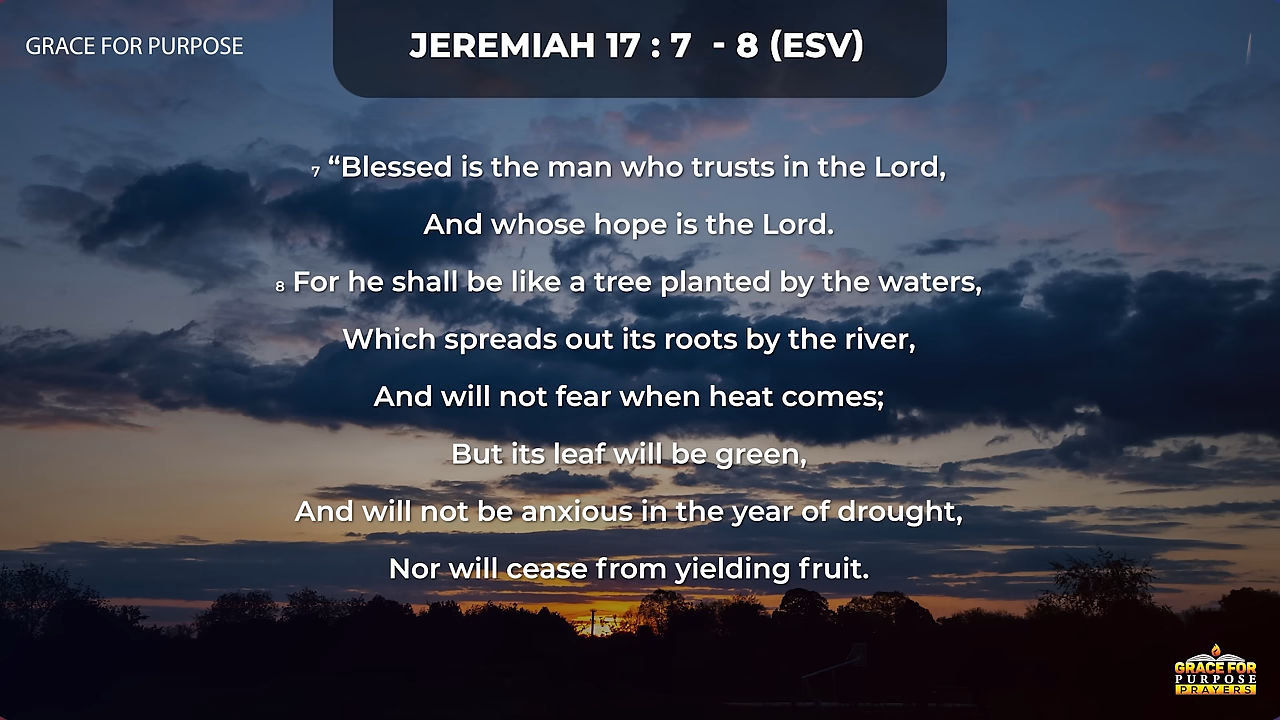 GRACE FOR PURPOSE
JEREMIAH 17 : 7 - 8 (ESV)
7 “Blessed is the man who trusts in the Lord,
And whose hope is the Lord.
8 For he shall be like a tree planted by the waters,
Which spreads out its roots by the river,
And will not fear when heat comes;
But its leaf will be green,
And will not be anxious in the year of drought,
Nor will cease from yielding fruit.
GRACE FOR
PURPOSE
PRAYERS